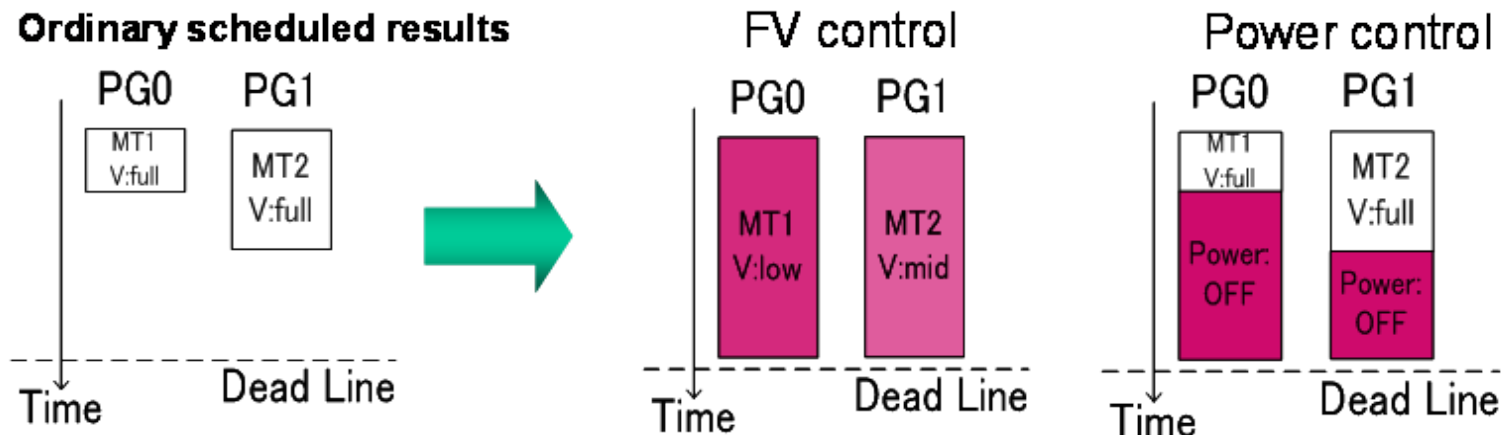 Ordinary scheduled results
PG0 PG1
MT1
V:full
MT2
V:full
Time
Dead Line
FV control
PG0 PG1
MT1
V:low
MT2
V:mid
Time
Dead Line
Power control
PG0 PG1
MT1
V:full
Power:
OFF
MT2
V:full
Power:
OFF
Time
Dead Line